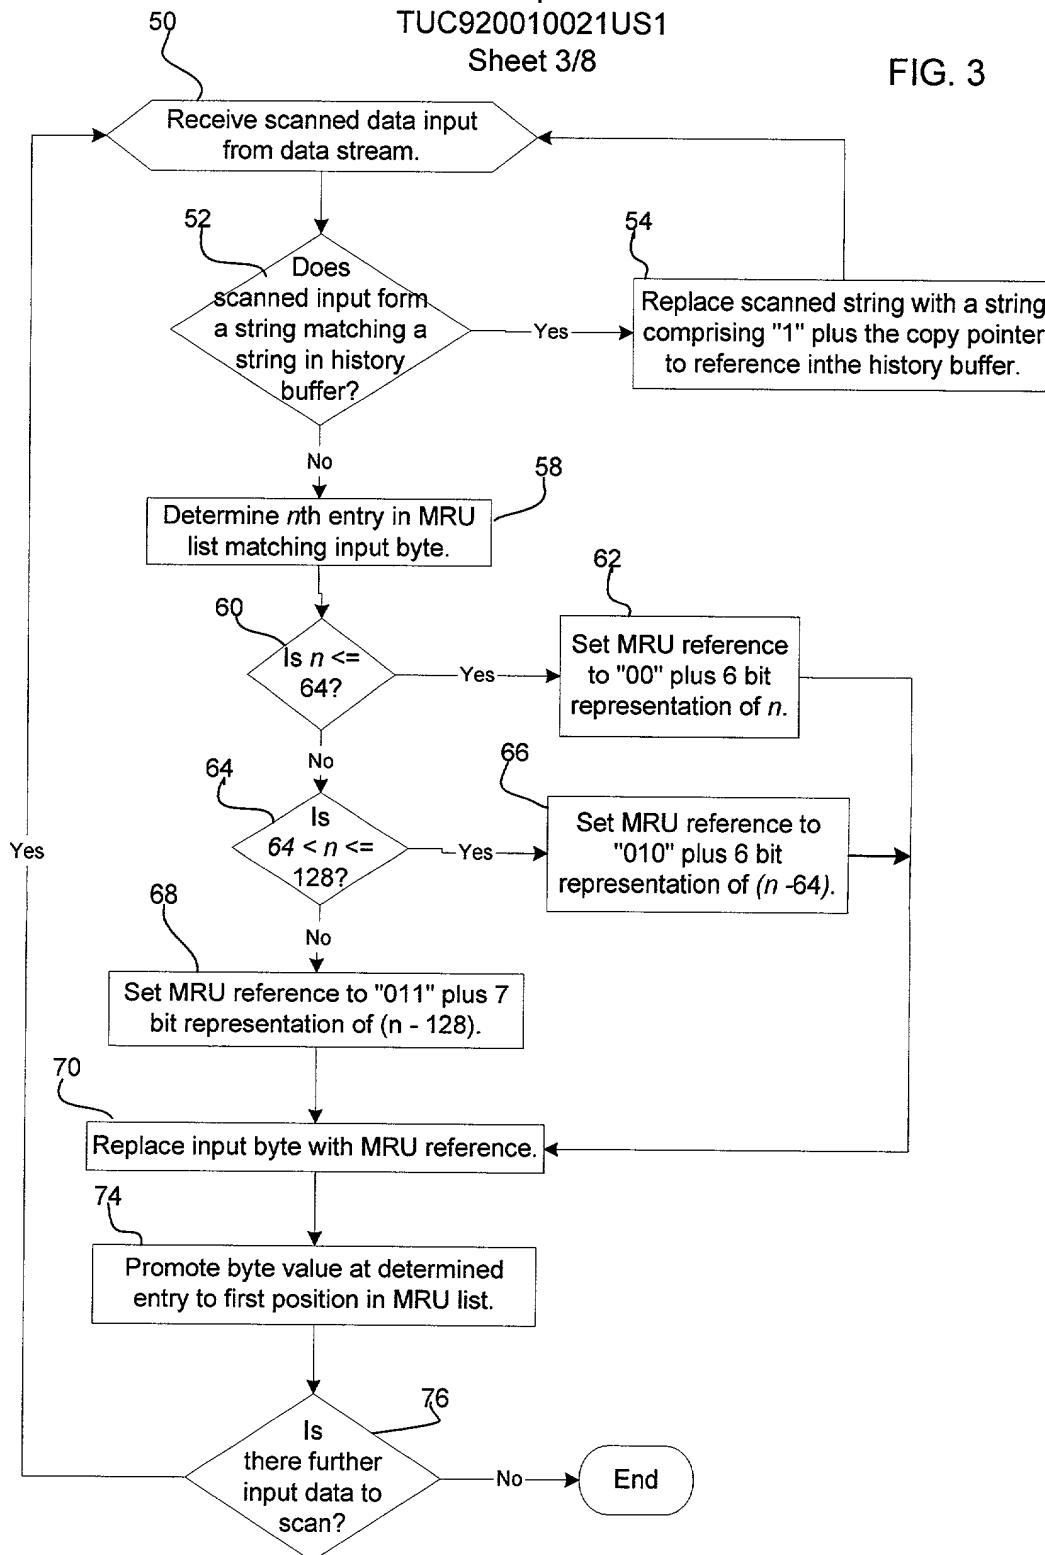 TUC920010021US1
Sheet 3/8
FIG. 3
50
Receive scanned data input
from data stream.
52
Does
scanned input form
a string matching a
string in history
buffer?
Yes
54
Replace scanned string with a string
comprising "1" plus the copy pointer
to reference inthe history buffer.
No
58
Determine nth entry in MRU
list matching input byte.
60
Is n <=
64?
Yes
62
Set MRU reference
to "00" plus 6 bit
representation of n.
No
64
Is
64 < n <=
128?
Yes
66
Set MRU reference to
"010" plus 6 bit
representation of (n -64).
No
68
Set MRU reference to "011" plus 7
bit representation of (n - 128).
70
Replace input byte with MRU reference.
74
Promote byte value at determined
entry to first position in MRU list.
76
Is
there further
input data to
scan?
Yes
No
End